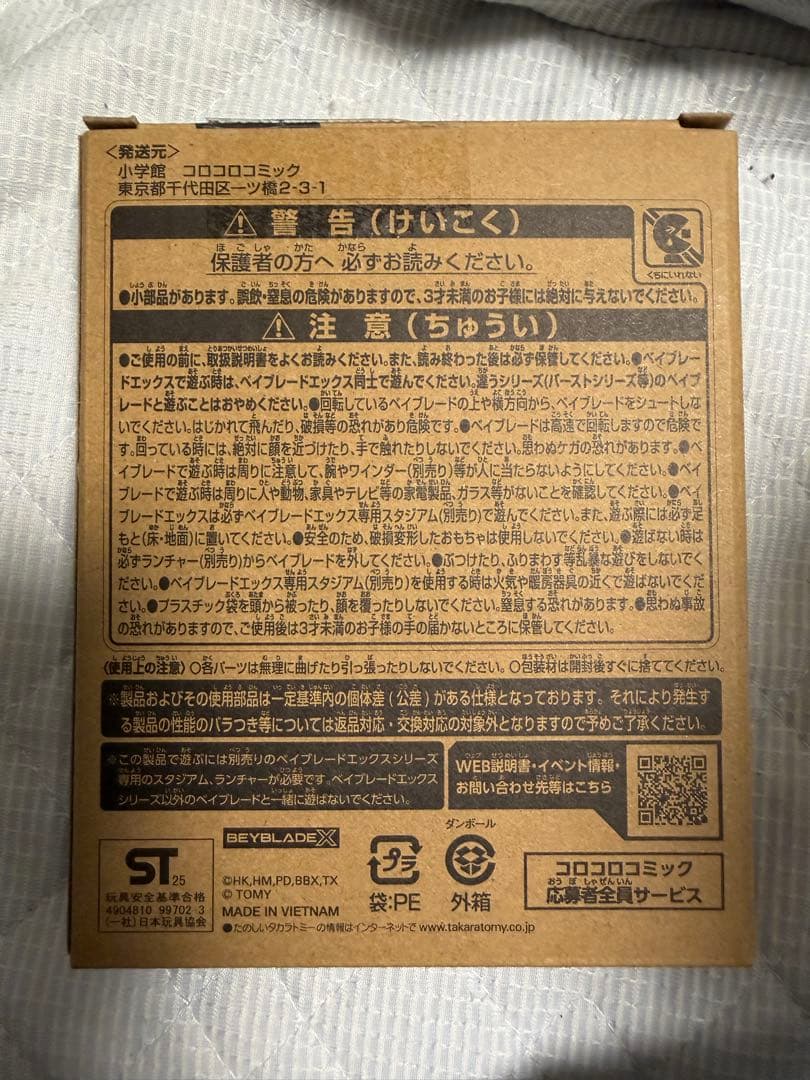 <発送元>
小学館 コロコロコミック
東京都千代田区一ツ橋2-3-1
警告(けいこく)
保護者の方へ 必ずお読みください。
くちにいれない
●小部品があります。誤飲・窒息の危険がありますので、3才未満のお子様には絶対に与えないでください。
注意(ちゅうい)
●ご使用の前に、取扱説明書をよくお読みください。また、読み終わった後は必ず保管してください。●ベイブレー
ドエックスで遊ぶ時は、ベイブレードエックス同士で遊んでください。違うシリーズ(バーストシリーズ等)のベイブ
レードと遊ぶことはおやめください。●回転しているベイブレードの上や横方向から、ベイブレードをシュートしな
いでください。はじかれて飛んだり、破損等の恐れがあり危険です。●ベイブレードは高速で回転しますので危険で
す。回っている時には、絶対に顔を近づけたり、手で触れたりしないでください。思わぬケガの恐れがあります。●ベ
イブレードで遊ぶ時は周りに注意して、腕やワインダー(別売り)等が人に当たらないようにしてください。●ベイ
ブレードで遊ぶ時は周りに人や動物、家具やテレビ等の家電製品、ガラス等がないことを確認してください。●ベイ
ブレードエックスは必ずベイブレードエックス専用スタジアム(別売り)で遊んでください。また、遊ぶ際には必ず足
もと(床・地面)に置いてください。●安全のため、破損変形したおもちゃは使用しないでください。●遊ばない時は
必ずランチャー(別売り)からベイブレードを外してください。●ぶつけたり、ふりまわす等乱暴な遊びをしないでく
ださい。●ベイブレードエックス専用スタジアム(別売り)を使用する時は火気や暖房器具の近くで遊ばないでくだ
さい。●プラスチック袋を頭から被ったり、顔を覆ったりしないでください。窒息する恐れがあります。●思わぬ事故
の恐れがありますので、ご使用後は3才未満のお子様の手の届かないところに保管してください。
〈使用上の注意〉○各パーツは無理に曲げたり引っ張ったりしないでください。○包装材は開封後すぐに捨ててください。
※製品およびその使用部品は一定基準内の個体差(公差)がある仕様となっております。それにより発生す
る製品の性能のバラつき等については返品対応・交換対応の対象外となりますので予めご了承ください。
※この製品で遊ぶには別売りのベイブレードエックスシリーズ
専用のスタジアム、ランチャーが必要です。ベイブレードエックス
シリーズ以外のベイブレードと一緒に遊ばないでください。
WEB説明書・イベント情報・
お問い合わせ先等はこちら
ST 25
玩具安全基準合格
4904810 99702 3
(一社)日本玩具協会
BEYBLADE X
©HK,HM,PD,BBX,TX
© TOMY
MADE IN VIETNAM
●たのしいタカラトミーの情報はインターネットで www.takaratomy.co.jp
プラ
袋:PE
ダンボール
外箱
コロコロコミック
応募者全員サービス